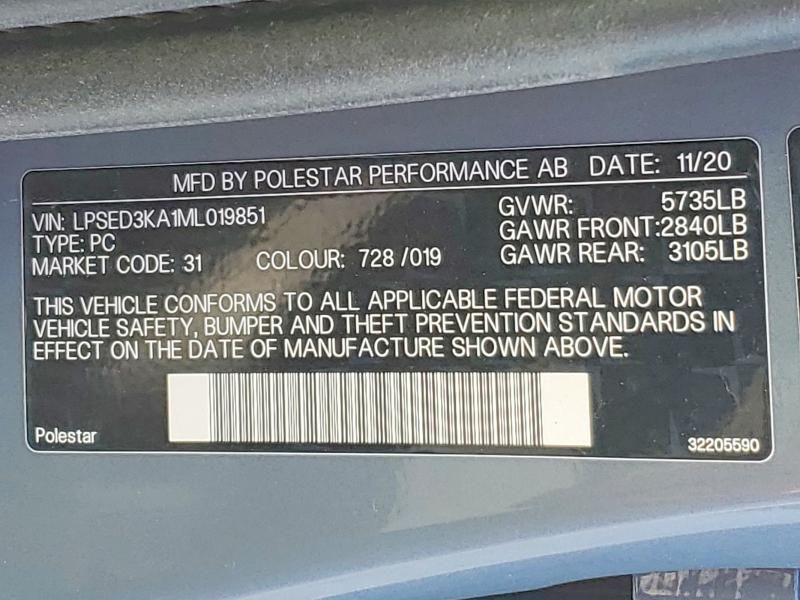 MFD BY POLESTAR PERFORMANCE AB DATE: 11/20
VIN: LPSED3KA1ML019851
TYPE: PC
MARKET CODE: 31 COLOUR: 728 /019
GVWR: 5735LB
GAWR FRONT:2840LB
GAWR REAR: 3105LB
THIS VEHICLE CONFORMS TO ALL APPLICABLE FEDERAL MOTOR
VEHICLE SAFETY, BUMPER AND THEFT PREVENTION STANDARDS IN
EFFECT ON THE DATE OF MANUFACTURE SHOWN ABOVE.
Polestar
32205590